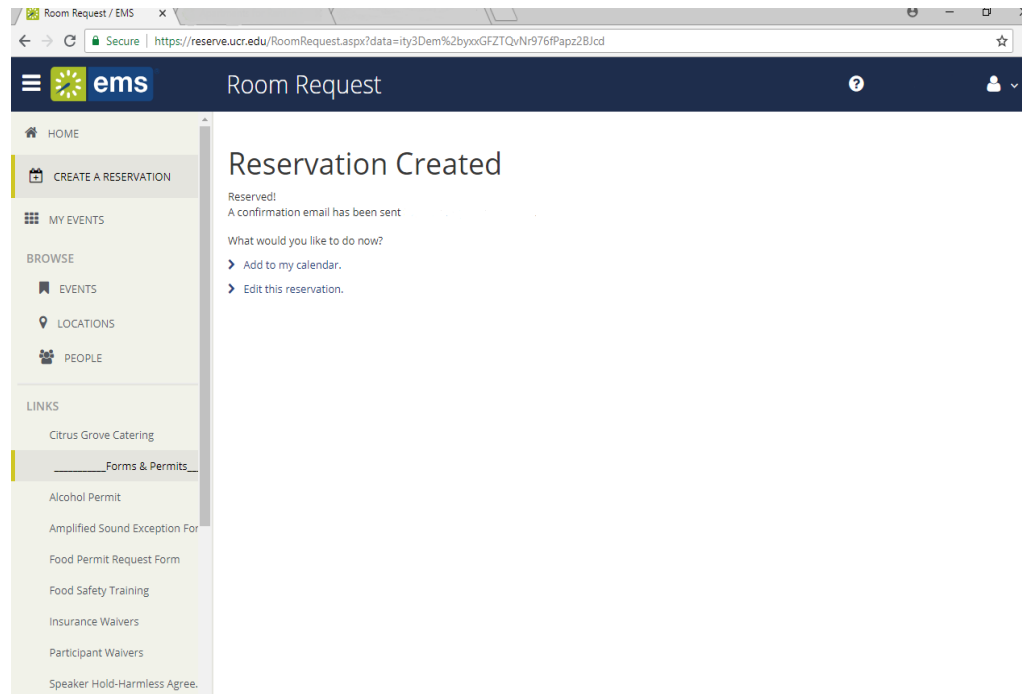 Room Request / EMS
Secure | https://reserve.ucr.edu/RoomRequest.aspx?data=ity3Dem%2byxxGFZTQvNr976fPapz2BJcd
ems
Room Request
HOME
CREATE A RESERVATION
MY EVENTS
BROWSE
EVENTS
LOCATIONS
PEOPLE
LINKS
Citrus Grove Catering
___________Forms & Permits__
Alcohol Permit
Amplified Sound Exception For
Food Permit Request Form
Food Safety Training
Insurance Waivers
Participant Waivers
Speaker Hold-Harmless Agree.
Reservation Created
Reserved!
A confirmation email has been sent
What would you like to do now?
Add to my calendar.
Edit this reservation.